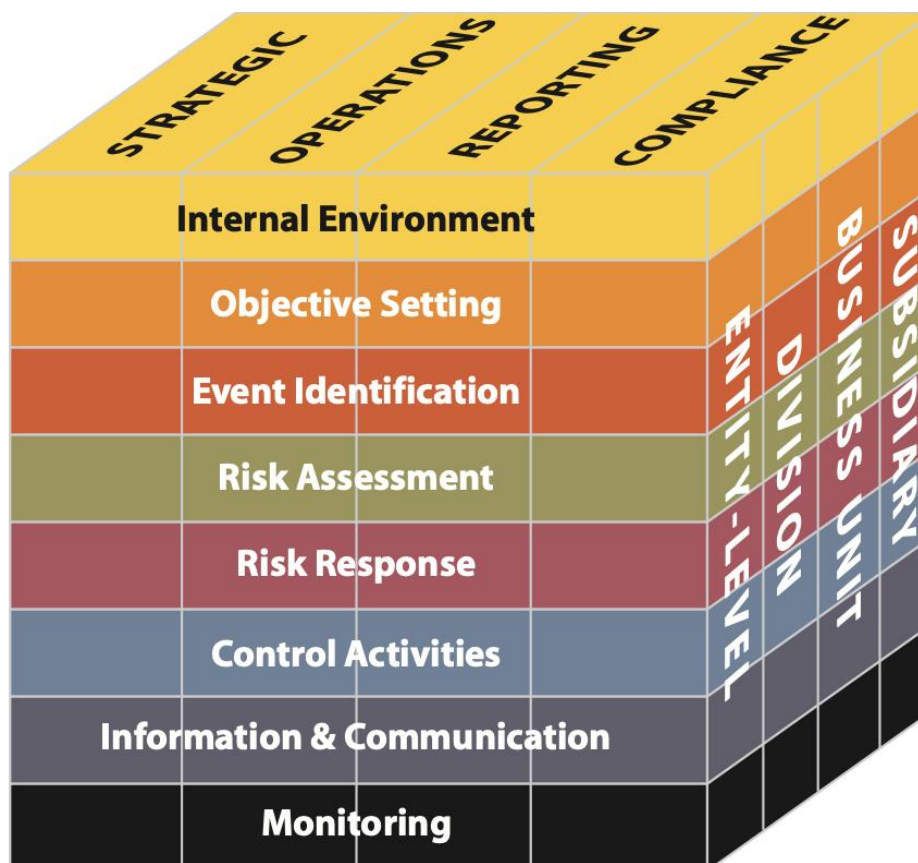 STRATEGIC
OPERATIONS
REPORTING
COMPLIANCE
Internal Environment
Objective Setting
Event Identification
Risk Assessment
Risk Response
Control Activities
Information & Communication
Monitoring
ENTITY-LEVEL
DIVISION
BUSINESS UNIT
SUBSIDIARY